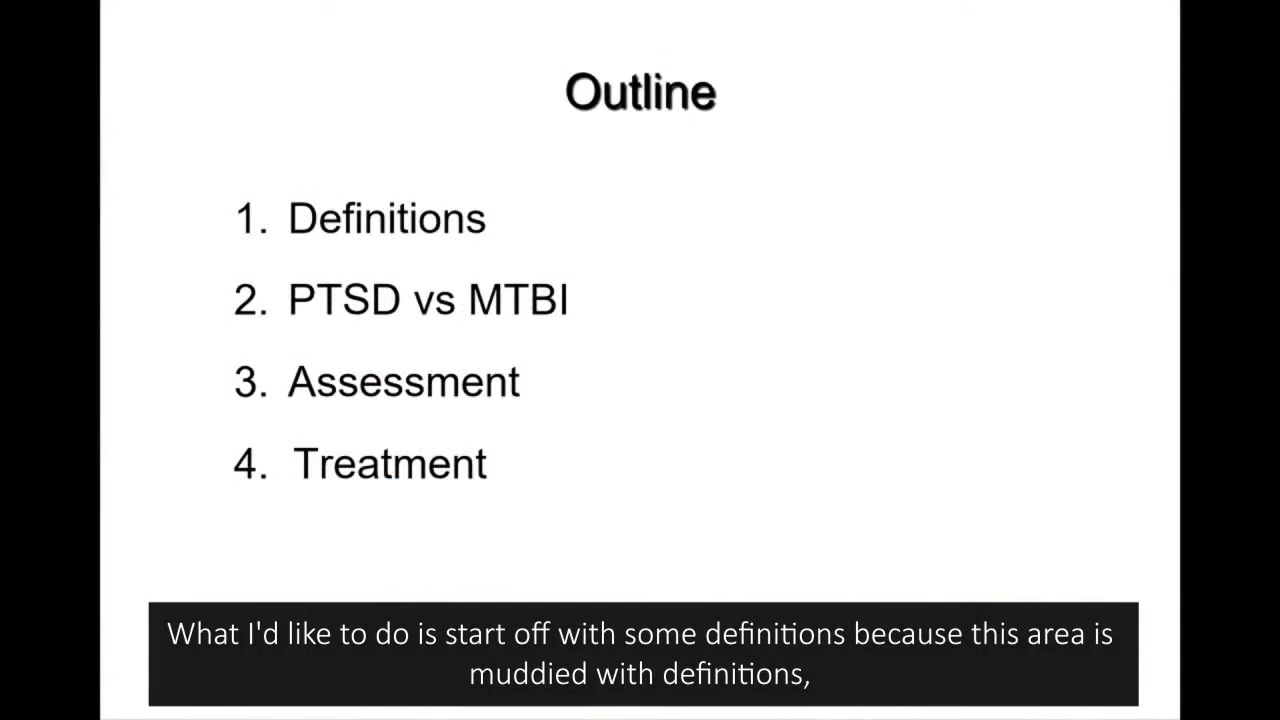 Outline
1. Definitions
2. PTSD vs MTBI
3. Assessment
4. Treatment
What I'd like to do is start off with some definitions because this area is
muddied with definitions,